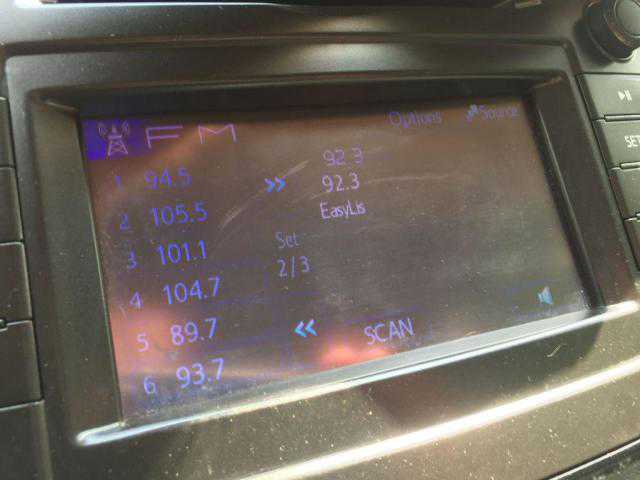 FM
Options
Source
1 94.5
2 105.5
3 101.1
4 104.7
5 89.7
6 93.7
92.3
92.3
EasyLis
Set
2/3
SCAN
SET